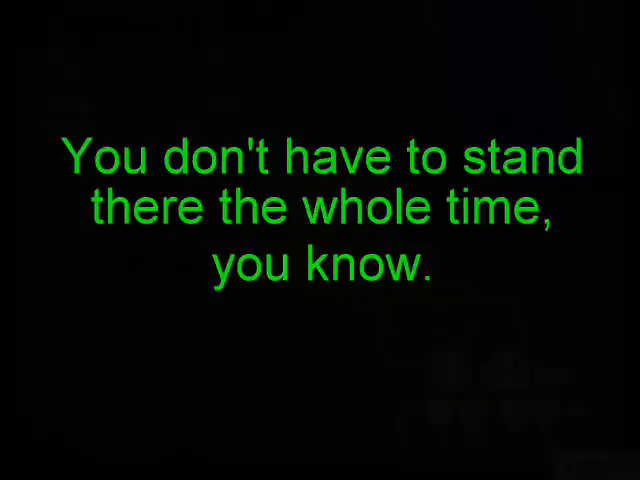 You don't have to stand
there the whole time,
you know.